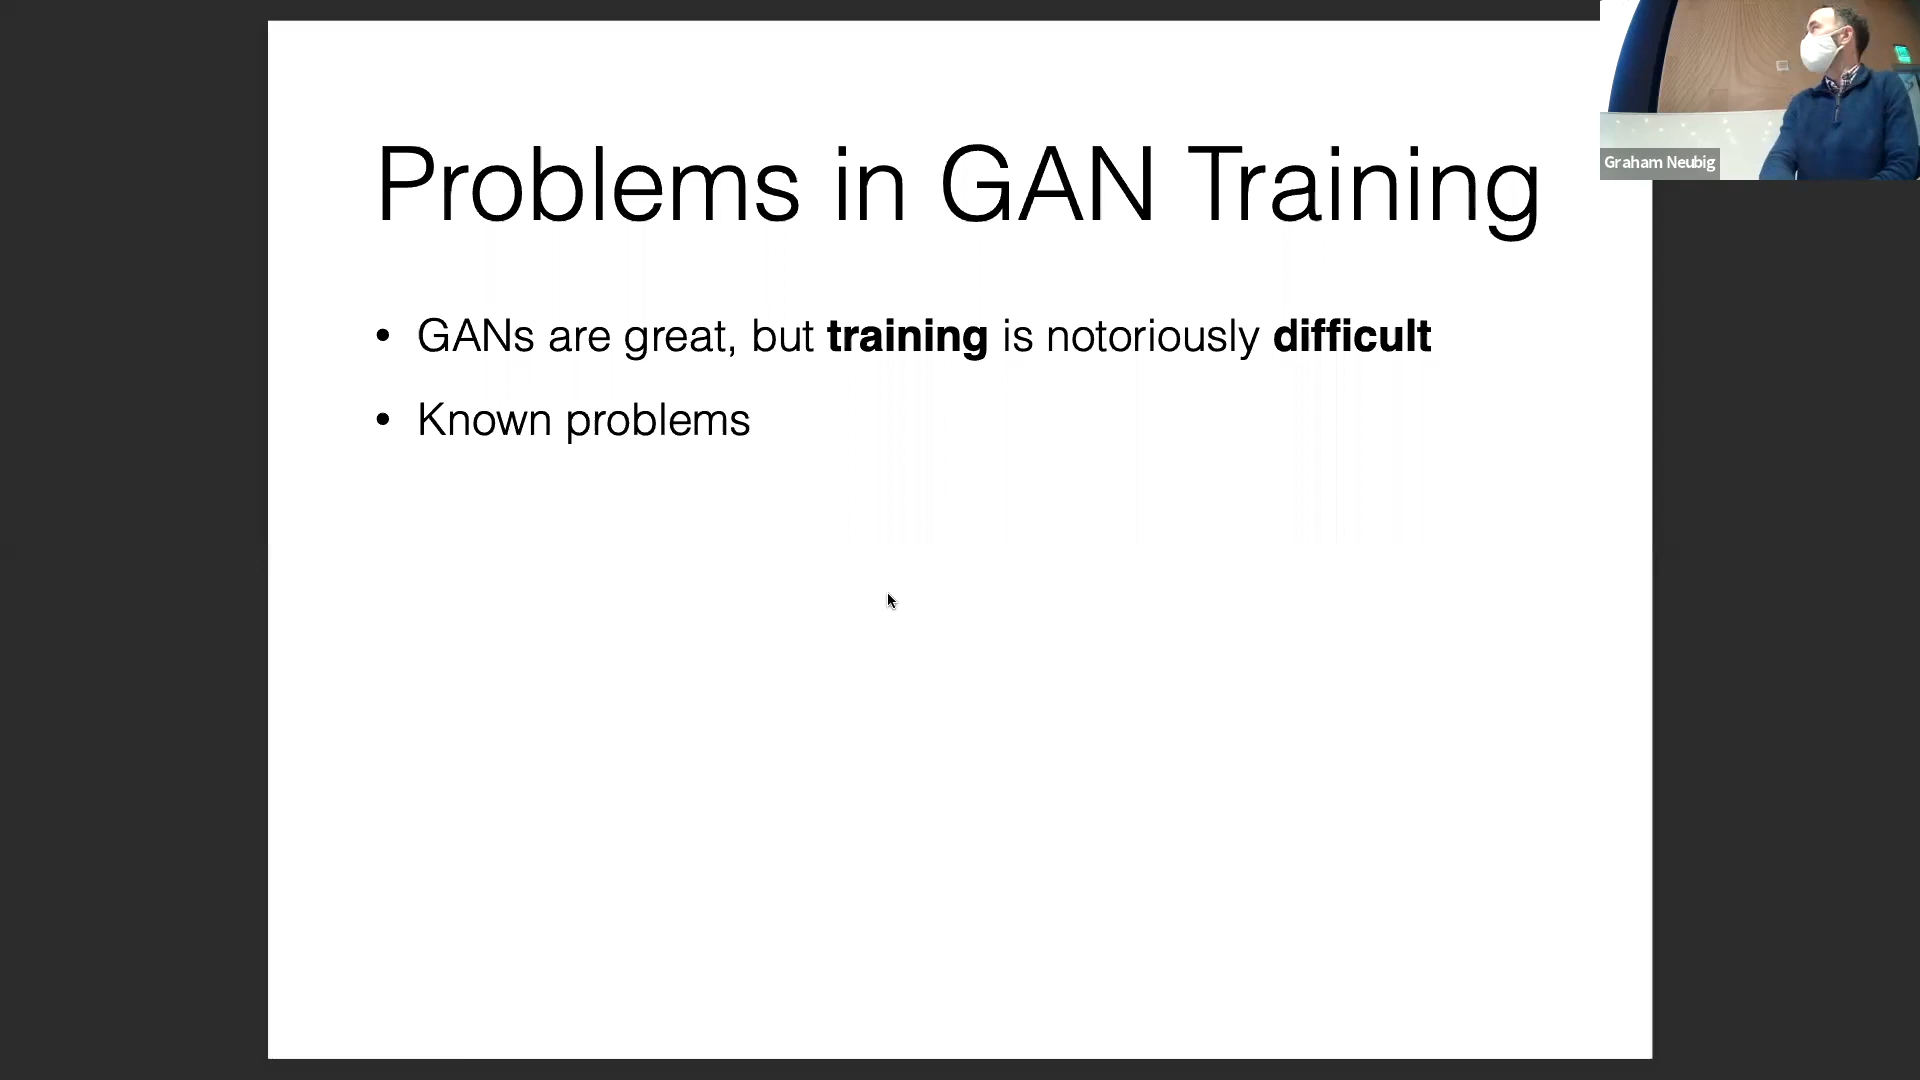 Problems in GAN Training
• GANs are great, but training is notoriously difficult
• Known problems
Graham Neubig